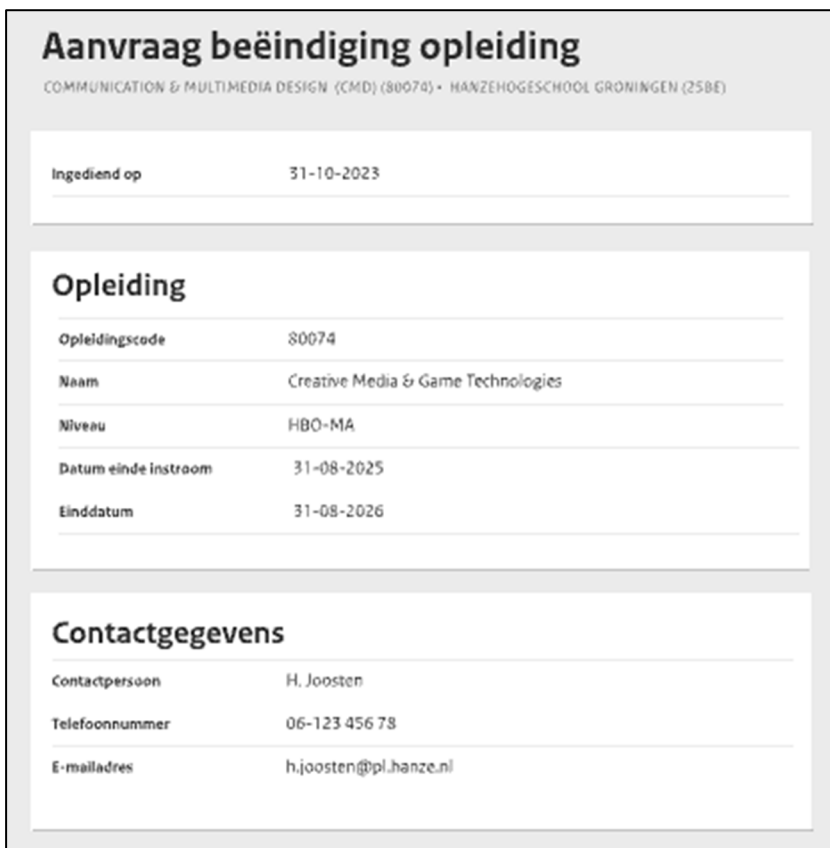 Aanvraag beëindiging opleiding
COMMUNICATION & MULTIMEDIA DESIGN (CMD) (80074) • HANZEHOGESCHOOL GRONINGEN (25BE)
Ingediend op 31-10-2023
Opleiding
Opleidingscode 80074
Naam Creative Media & Game Technologies
Niveau HBO-MA
Datum einde instroom 31-08-2025
Einddatum 31-08-2026
Contactgegevens
Contactpersoon H. Joosten
Telefoonnummer 06-123 456 78
E-mailadres h.joosten@pl.hanze.nl